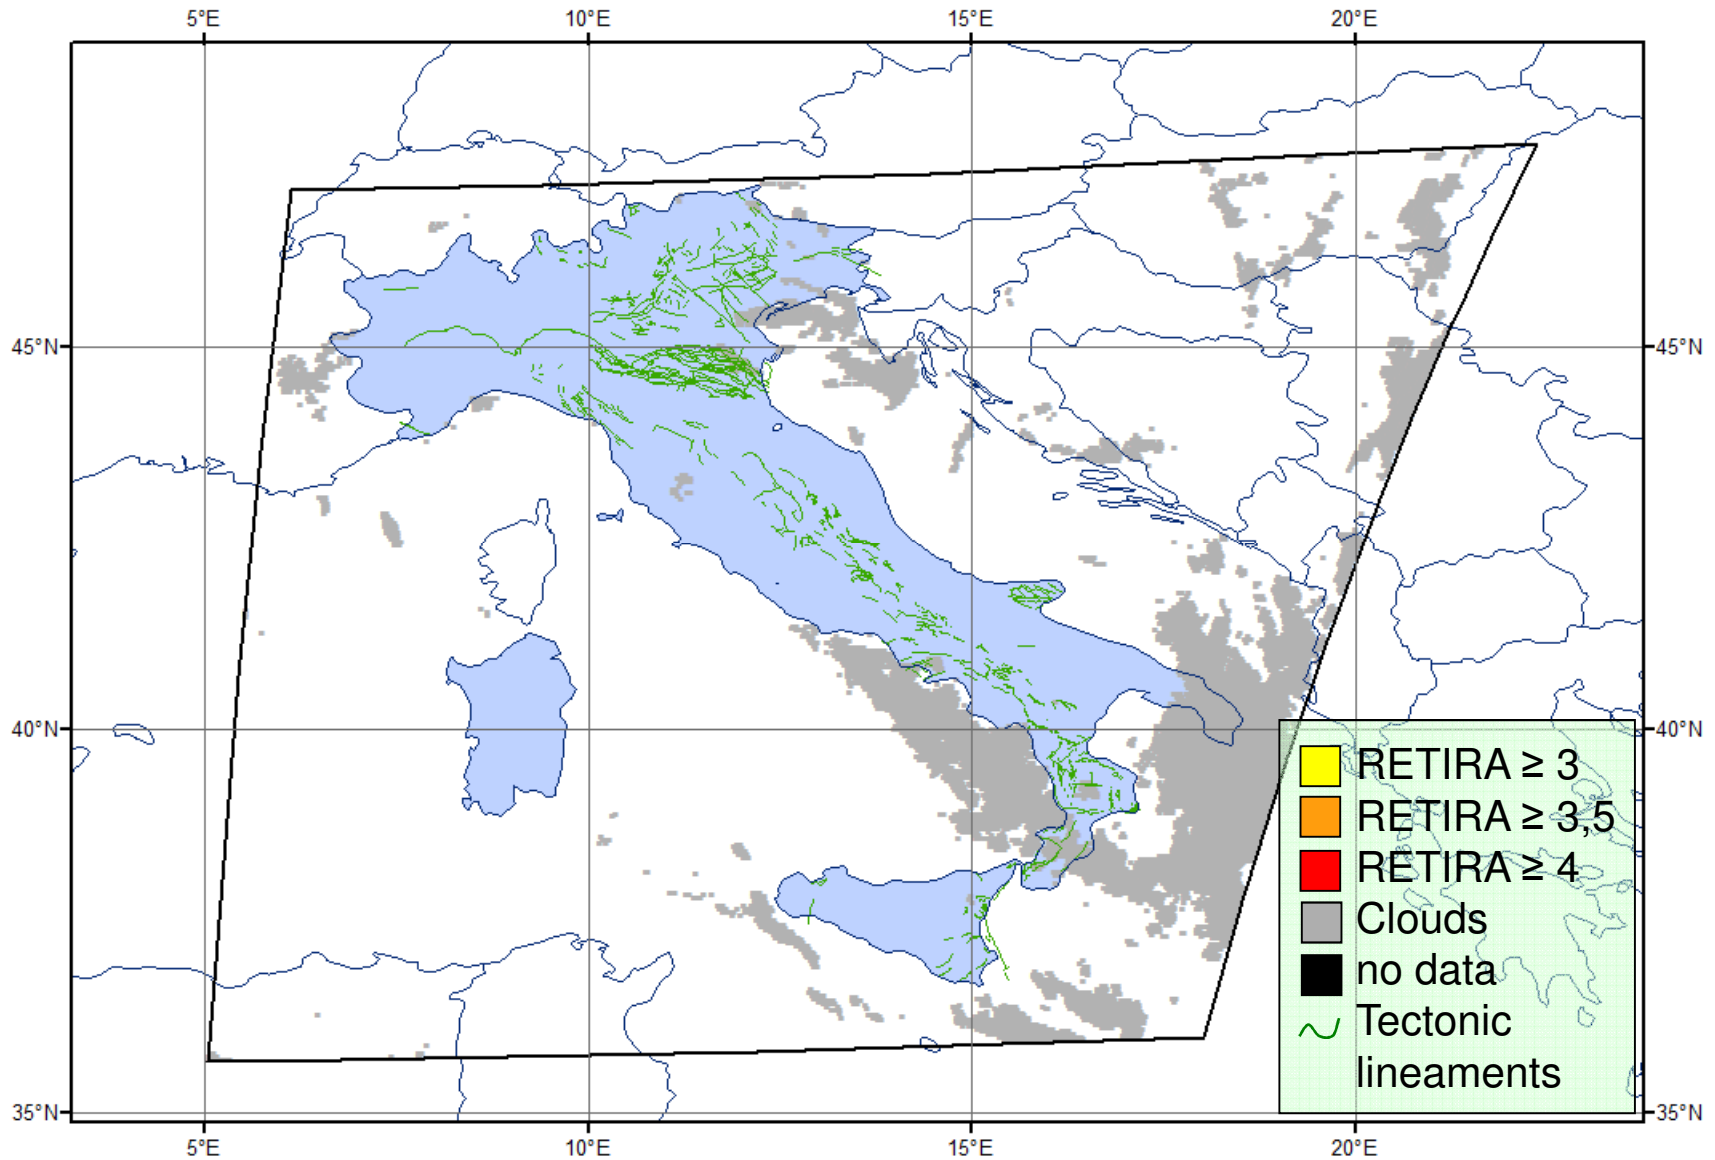 5°E 10°E 15°E 20°E
45°N 45°N
40°N 40°N
RETIRA ≥ 3
RETIRA ≥ 3,5
RETIRA ≥ 4
Clouds
no data
Tectonic
lineaments
35°N 35°N
5°E 10°E 15°E 20°E